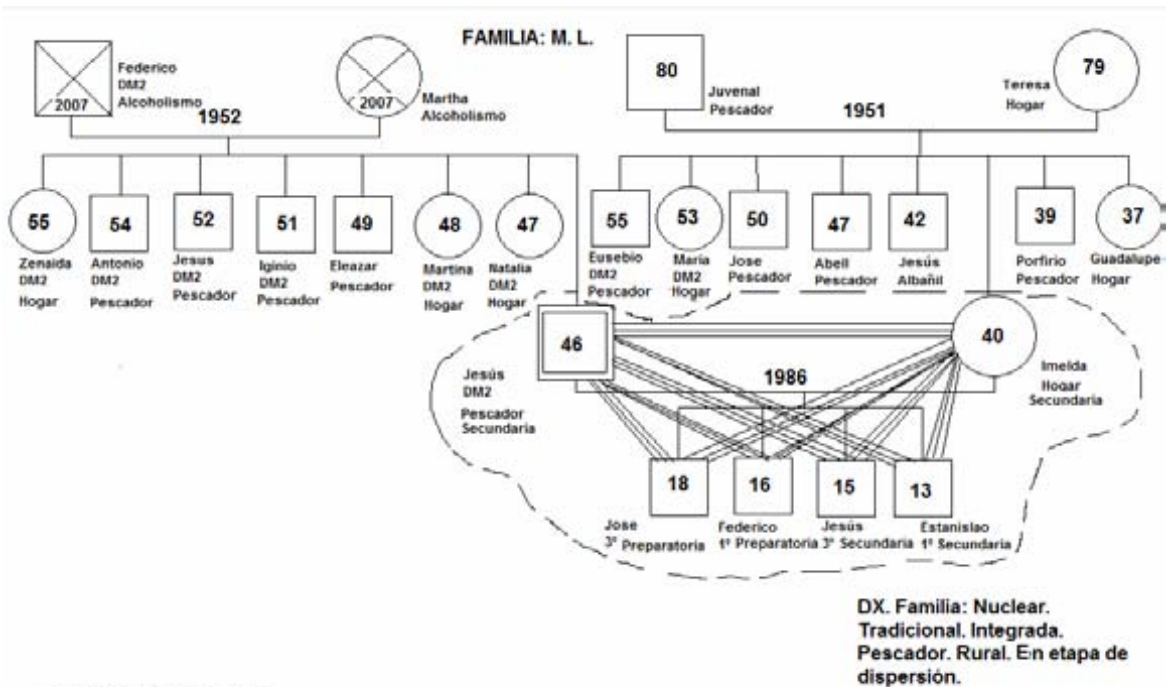 FAMILIA: M. L.
Federico
DM2
Alcoholismo
2007
Martha
Alcoholismo
2007
1952
80
Juvenal
Pescador
79
Teresa
Hogar
1951
55
Zenaida
DM2
Hogar
54
Antonio
DM2
Pescador
52
Jesus
DM2
Pescador
51
Iginio
DM2
Pescador
49
Eleazar
Pescador
48
Martina
DM2
Hogar
47
Natalia
DM2
Hogar
55
Eusebio
DM2
Pescador
53
Maria
DM2
Hogar
50
Jose
Pescador
47
Abell
Pescador
42
Jesús
Albañil
39
Porfirio
Pescador
37
Guadalupe
Hogar
46
Jesús
DM2
Pescador
Secundaria
40
Imelda
Hogar
Secundaria
1986
18
Jose
3º Preparatoria
16
Federico
1º Preparatoria
15
Jesús
3º Secundaria
13
Estanislao
1º Secundaria
DX. Familia: Nuclear.
Tradicional. Integrada.
Pescador. Rural. En etapa de
dispersión.